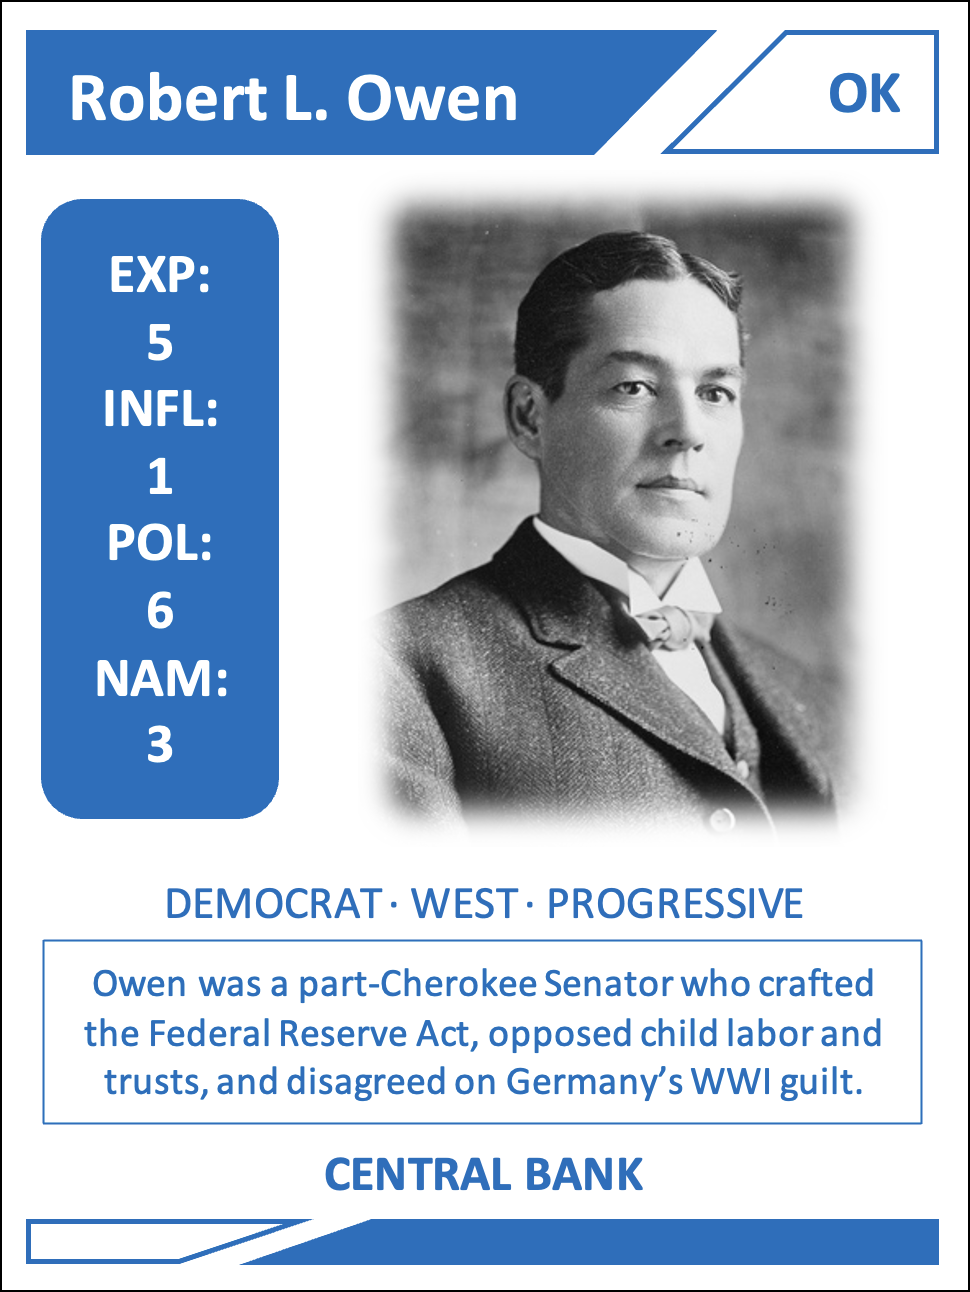 Robert L. Owen
OK
EXP:
5
INFL:
1
POL:
6
NAM:
3
DEMOCRAT · WEST · PROGRESSIVE
Owen was a part-Cherokee Senator who crafted
the Federal Reserve Act, opposed child labor and
trusts, and disagreed on Germany’s WWI guilt.
CENTRAL BANK